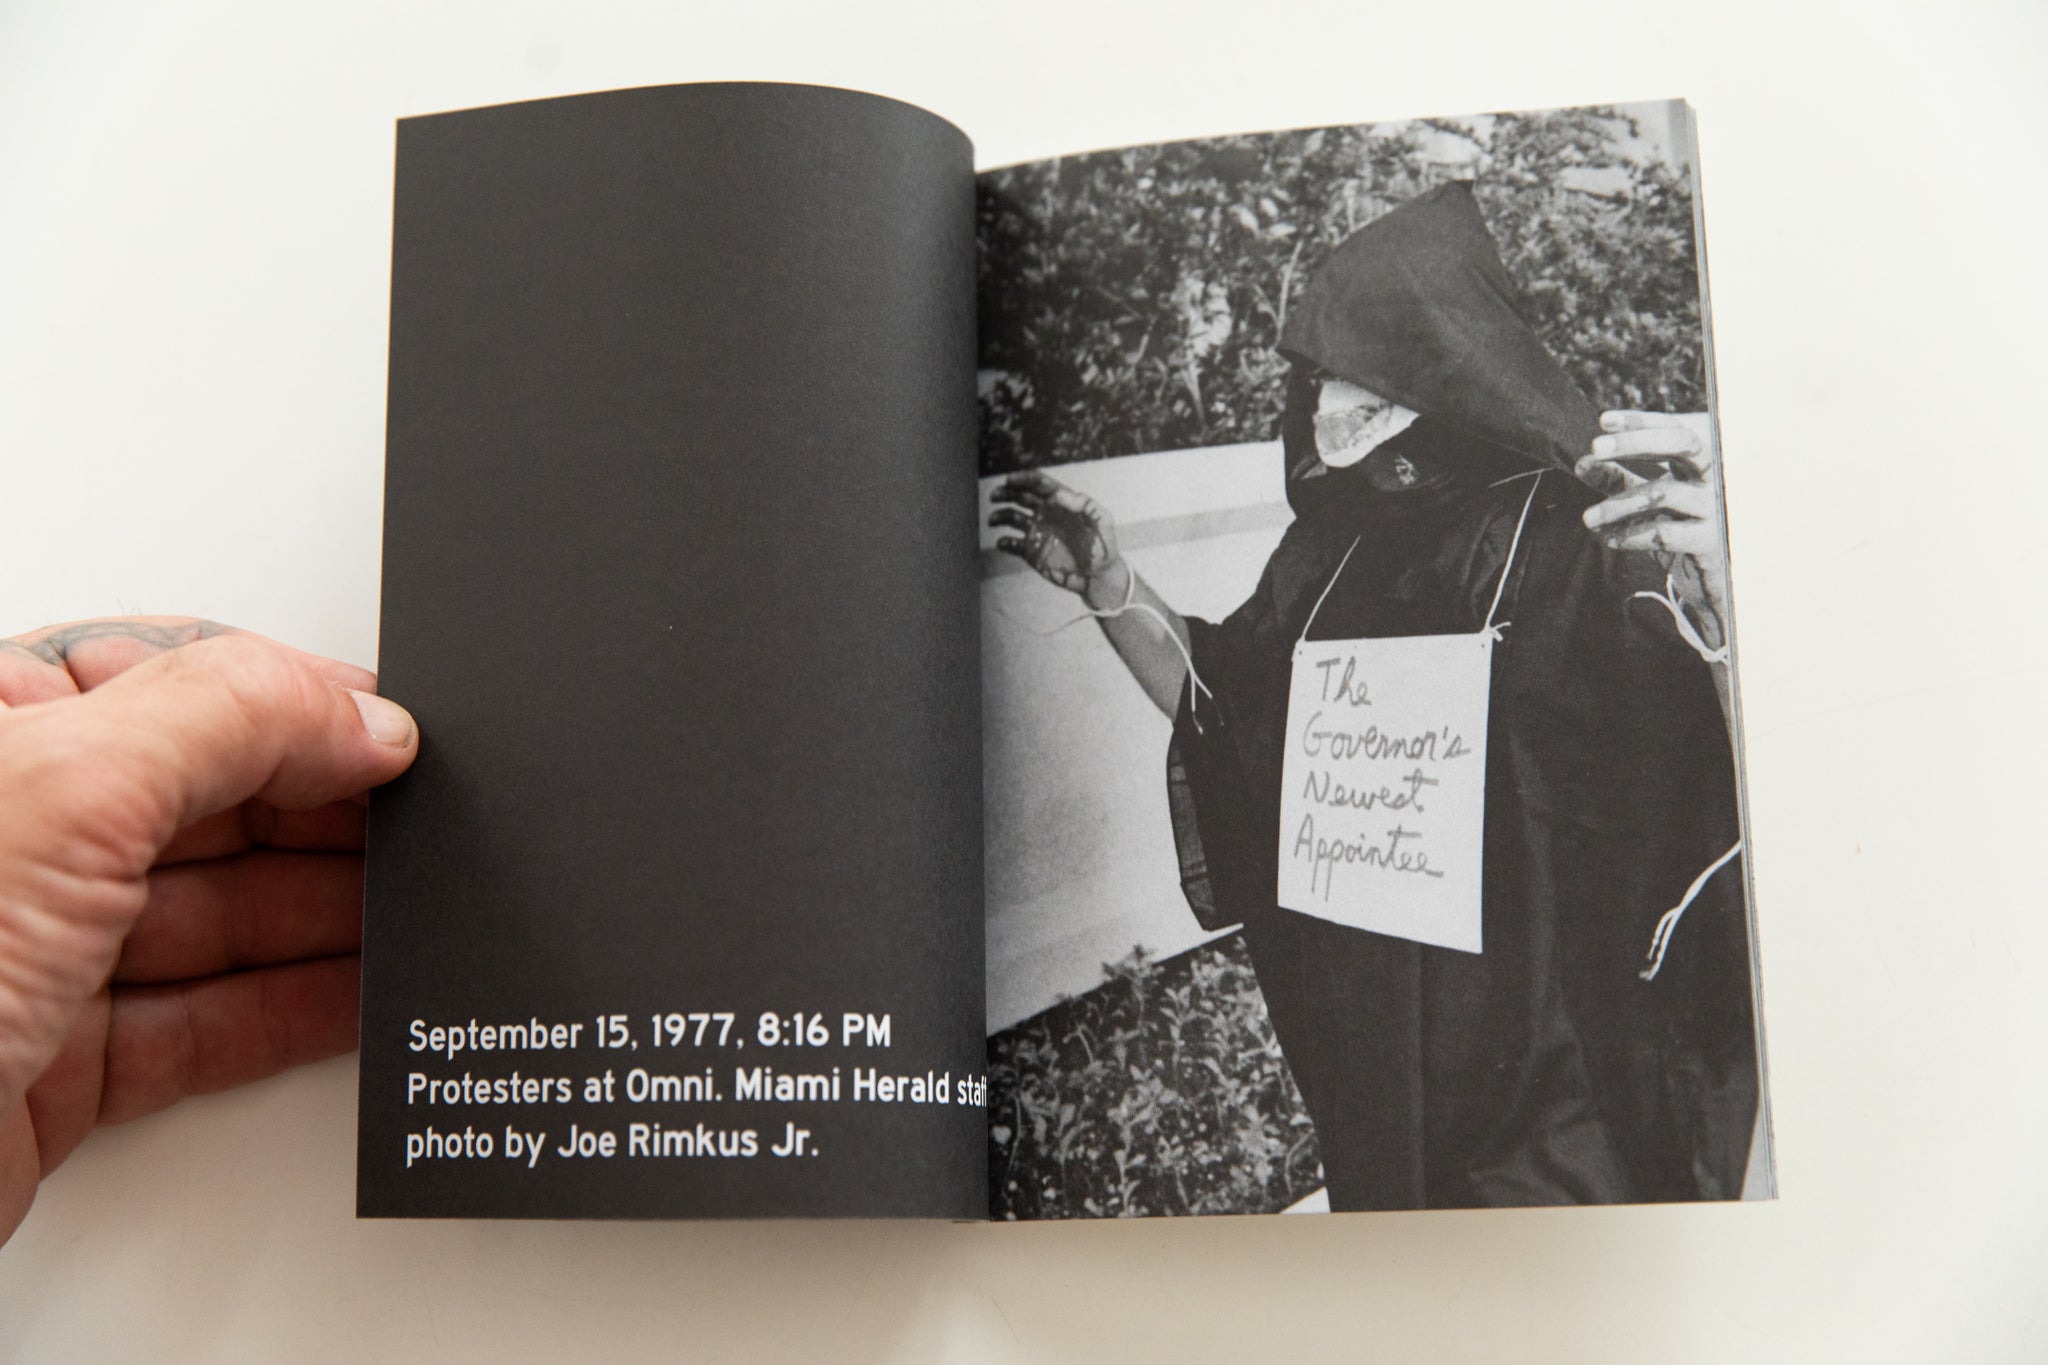 September 15, 1977, 8:16 PM
Protesters at Omni. Miami Herald staff
photo by Joe Rimkus Jr.
The
Governor's
Newest
Appointee